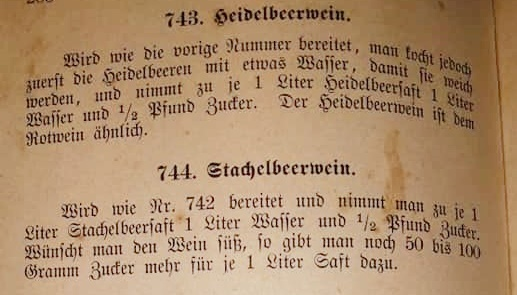 743. Heidelbeerwein.
Wird wie die vorige Nummer bereitet, man kocht jedoch
zuerst die Heidelbeeren mit etwas Wasser, damit sie weich
werden, und nimmt zu je 1 Liter Heidelbeersaft 1 Liter
Wasser und 1/2 Pfund Zucker. Der Heidelbeerwein ist dem
Rotwein ähnlich.
744. Stachelbeerwein.
Wird wie Nr. 742 bereitet und nimmt man zu je 1
Liter Stachelbeersaft 1 Liter Wasser und 1/2 Pfund Zucker.
Wünscht man den Wein süß, so gibt man noch 50 bis 100
Gramm Zucker mehr für je 1 Liter Saft dazu.